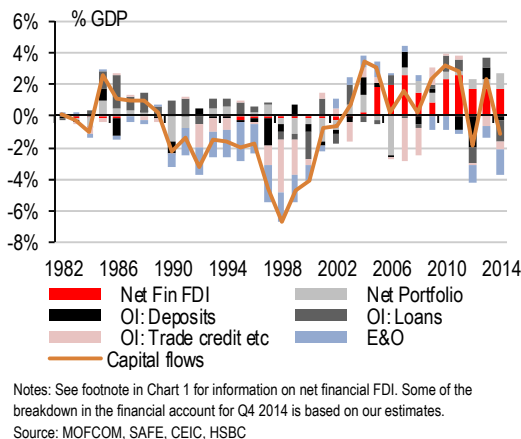 % GDP
6%
4%
2%
0%
-2%
-4%
-6%
-8%
1982 1986 1990 1994 1998 2002 2006 2010 2014
Net Fin FDI Net Portfolio
OI: Deposits OI: Loans
OI: Trade credit etc E&O
Capital flows
Notes: See footnote in Chart 1 for information on net financial FDI. Some of the
breakdown in the financial account for Q4 2014 is based on our estimates.
Source: MOFCOM, SAFE, CEIC, HSBC